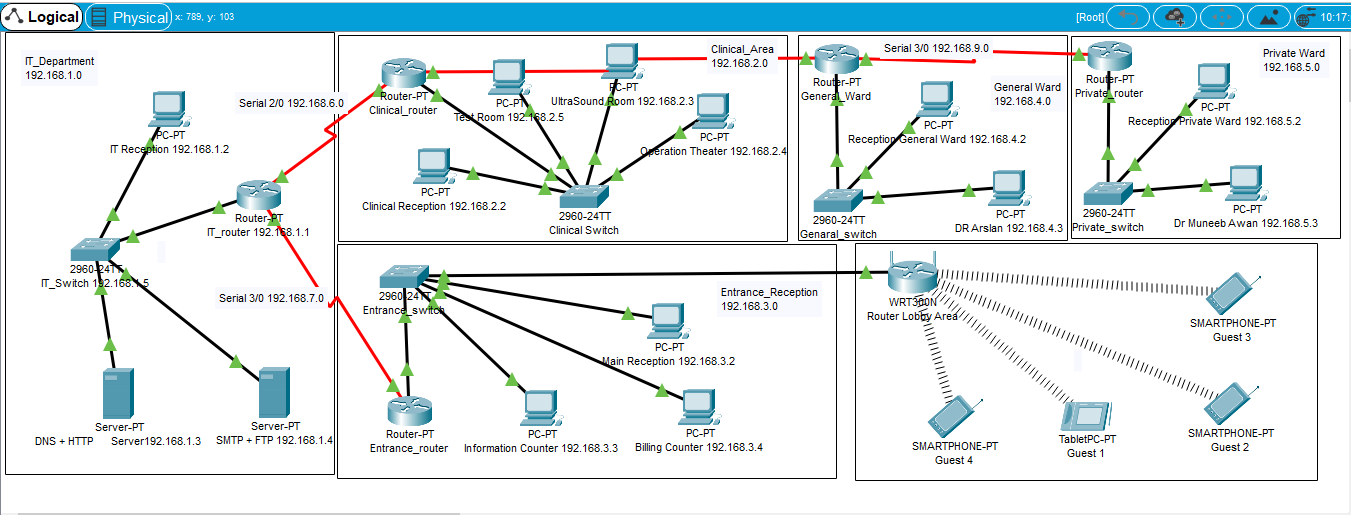 Logical
Physical
x: 789, y: 103
[Root]
10:17:
IT_Department
192.168.1.0
PC-PT
IT Reception 192.168.1.2
Serial 2/0 192.168.6.0
Router-PT
IT_router 192.168.1.1
2960-24TT
IT_Switch 192.168.1.5
Serial 3/0 192.168.7.0
Server-PT
DNS + HTTP Server192.168.1.3
Server-PT
SMTP + FTP 192.168.1.4
Clinical_Area
192.168.2.0
Router-PT
Clinical_router
PC-PT
Test Room 192.168.2.5
PC-PT
UltraSound Room 192.168.2.3
PC-PT
Operation Theater 192.168.2.4
PC-PT
Clinical Reception 192.168.2.2
2960-24TT
Clinical Switch
Serial 3/0 192.168.9.0
Router-PT
General_Ward
General Ward
192.168.4.0
PC-PT
Reception General Ward 192.168.4.2
2960-24TT
Genaral_switch
PC-PT
DR Arslan 192.168.4.3
Private Ward
192.168.5.0
Router-PT
Private_router
PC-PT
Reception Private Ward 192.168.5.2
2960-24TT
Private_switch
PC-PT
Dr Muneeb Awan 192.168.5.3
2960-24TT
Entrance_switch
Entrance_Reception
192.168.3.0
PC-PT
Main Reception 192.168.3.2
Router-PT
Entrance_router
PC-PT
Information Counter 192.168.3.3
PC-PT
Billing Counter 192.168.3.4
WRT300N
Router Lobby Area
SMARTPHONE-PT
Guest 3
SMARTPHONE-PT
Guest 4
TabletPC-PT
Guest 1
SMARTPHONE-PT
Guest 2